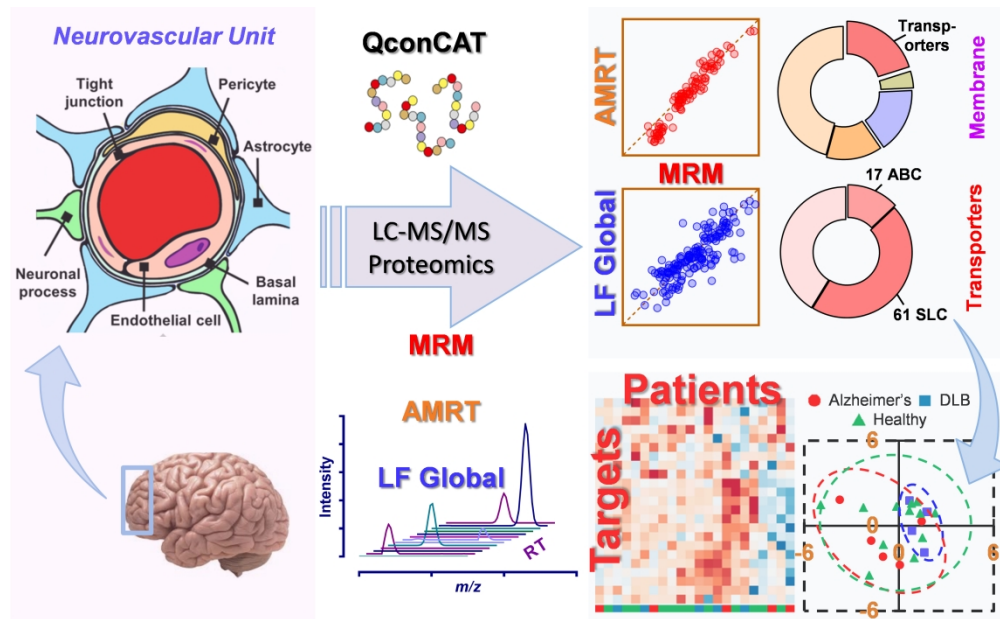 Neurovascular Unit
Tight
junction
Pericyte
Astrocyte
Neuronal
process
Basal
lamina
Endothelial cell
QconCAT
LC-MS/MS
Proteomics
MRM
AMRT
LF Global
Intensity
RT
m/z
AMRT
MRM
LF Global
Transp-
orters
Membrane
17 ABC
61 SLC
Transporters
Patients
Targets
Alzheimer's
DLB
Healthy
6
-6
0
0
6
-6